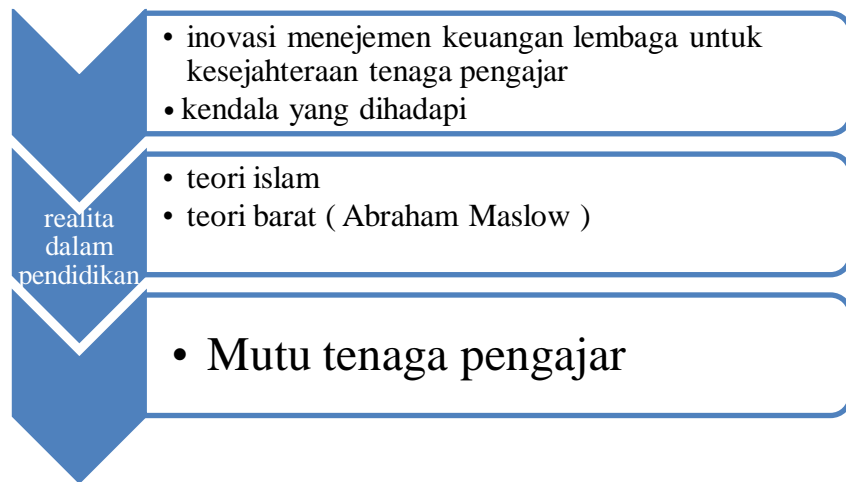 • inovasi menejemen keuangan lembaga untuk
kesejahteraan tenaga pengajar
• kendala yang dihadapi
realita
dalam
pendidikan
• teori islam
• teori barat ( Abraham Maslow )
• Mutu tenaga pengajar